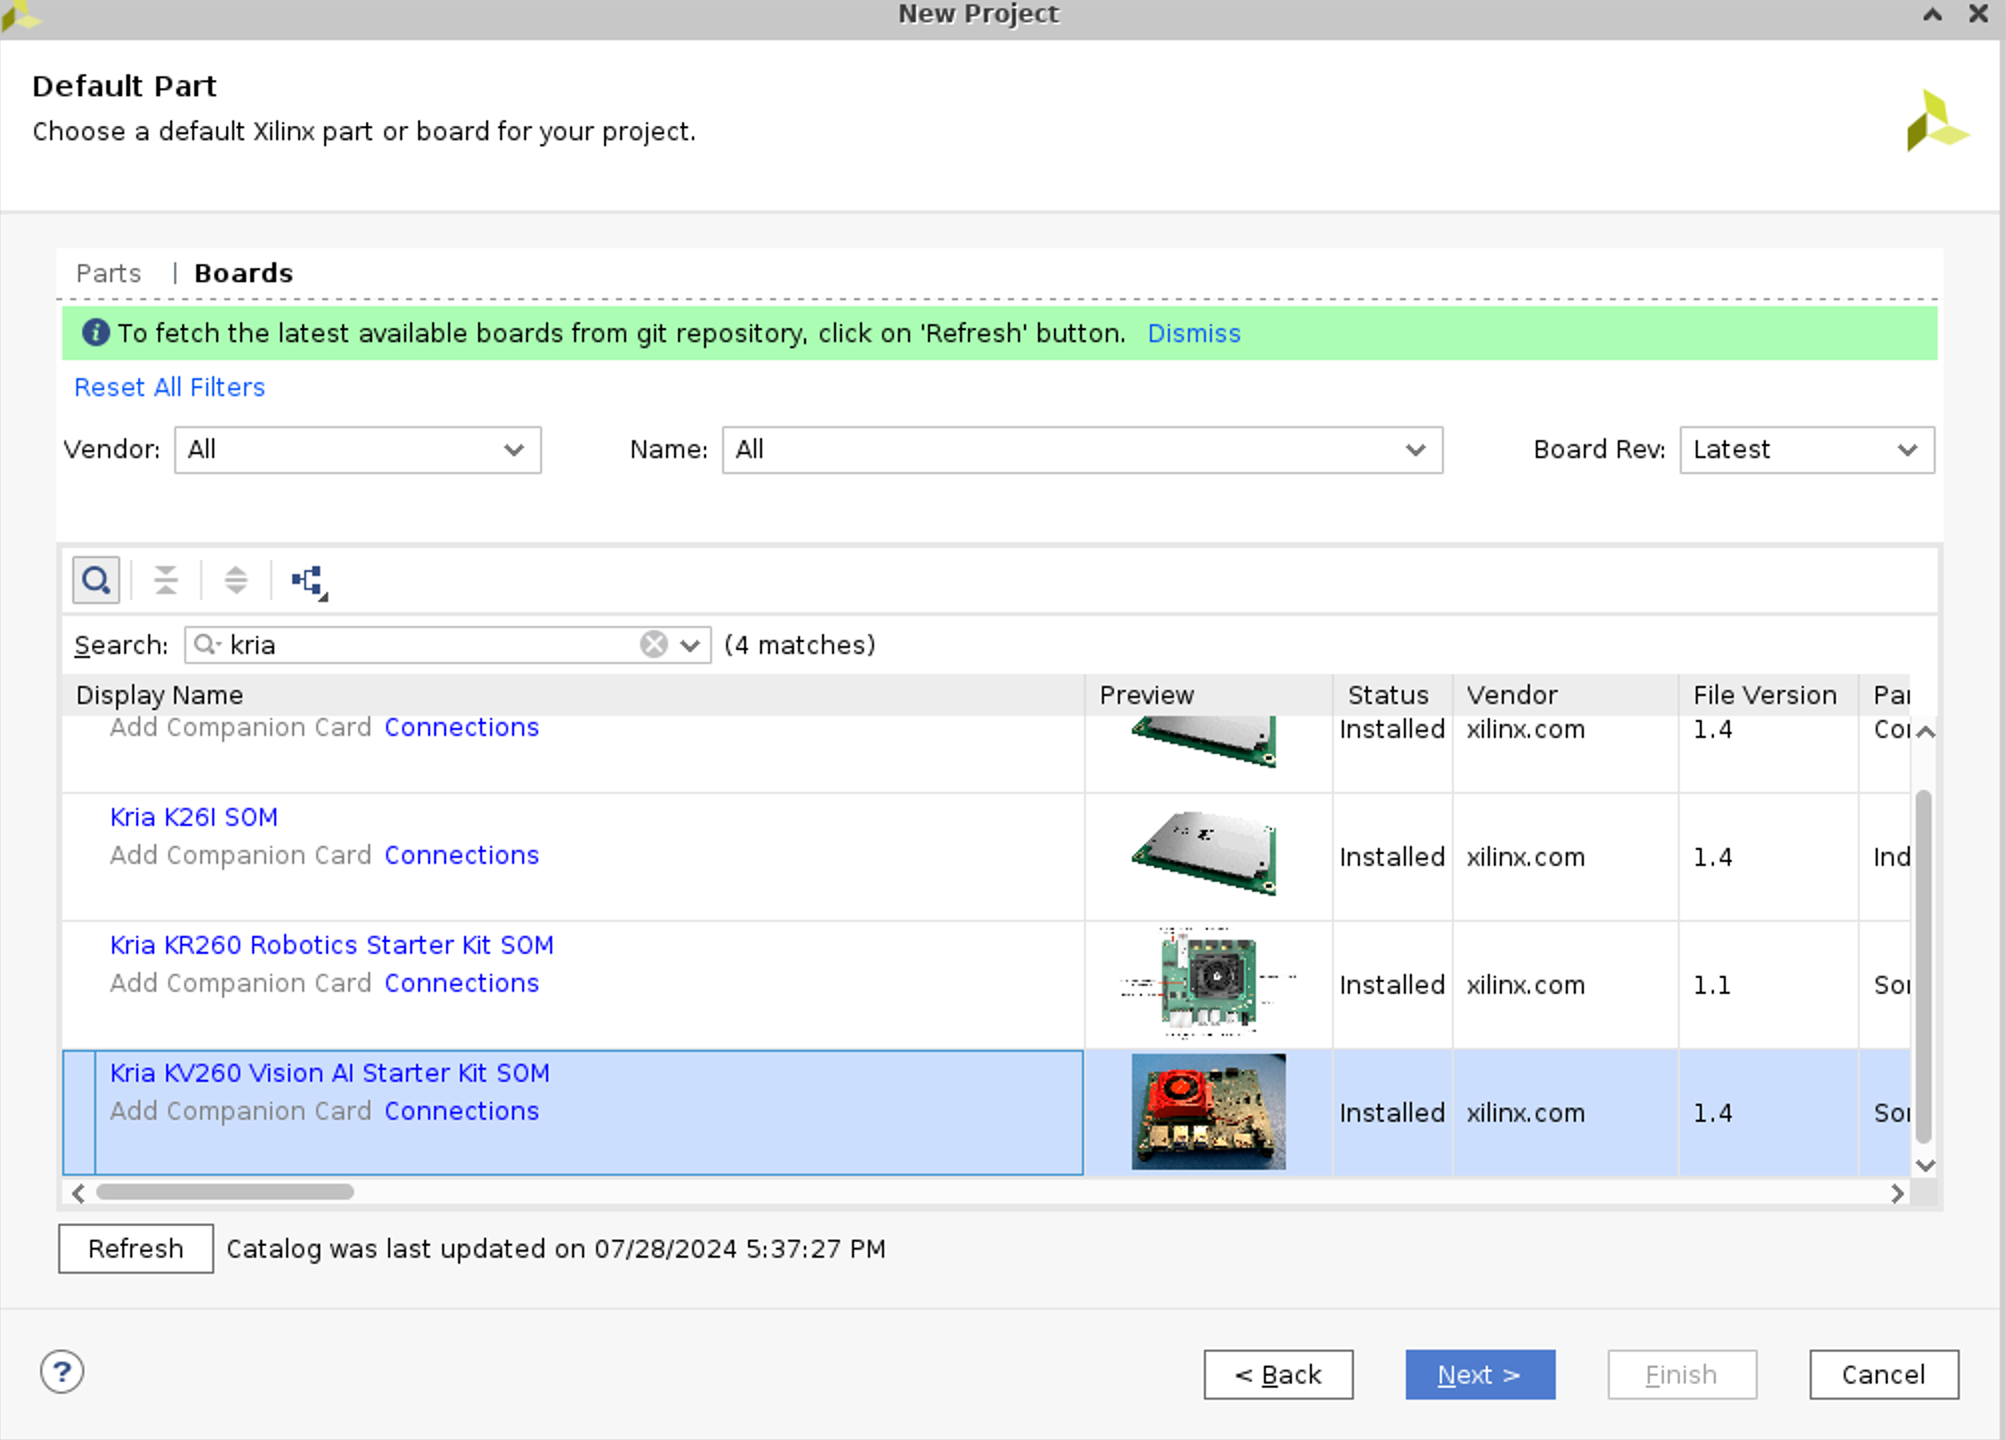 New Project
Default Part
Choose a default Xilinx part or board for your project.
Parts | Boards
To fetch the latest available boards from git repository, click on 'Refresh' button. Dismiss
Reset All Filters
Vendor: All Name: All Board Rev: Latest
Search: kria (4 matches)
Display Name Preview Status Vendor File Version Par
Add Companion Card Connections Installed xilinx.com 1.4 Con
Kria K26I SOM
Add Companion Card Connections Installed xilinx.com 1.4 Ind
Kria KR260 Robotics Starter Kit SOM
Add Companion Card Connections Installed xilinx.com 1.1 Sor
Kria KV260 Vision AI Starter Kit SOM
Add Companion Card Connections Installed xilinx.com 1.4 Sor
Refresh Catalog was last updated on 07/28/2024 5:37:27 PM
? < Back Next > Finish Cancel